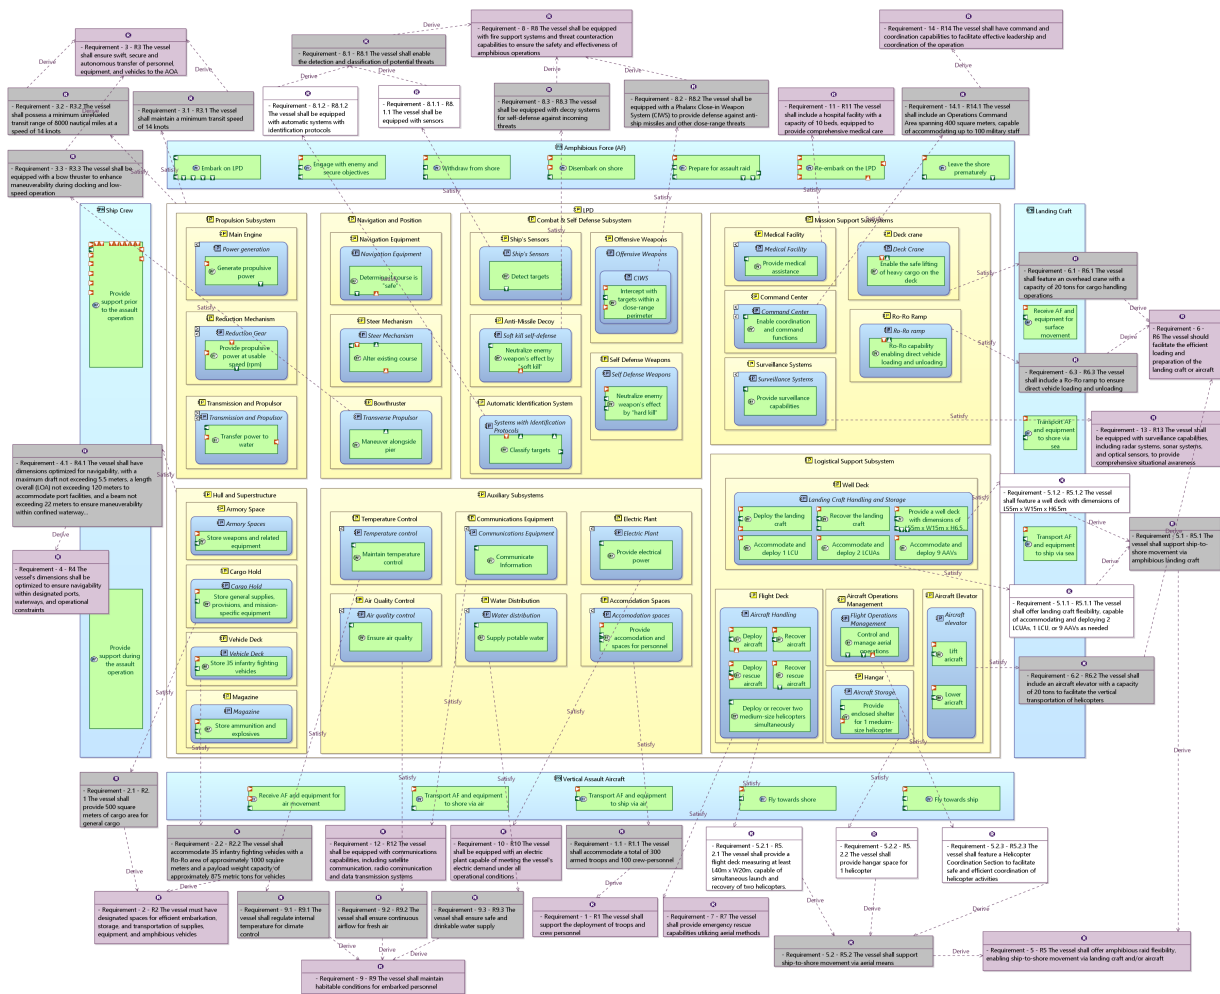 Derive
- Requirement - 3 - R3 The vessel
shall ensure swift, secure and
autonomous transfer of personnel,
equipment, and vehicles to the AOA
- Requirement - 8 - R8 The vessel shall be equipped
with fire support systems and threat counteraction
capabilities to ensure the safety and effectiveness of
amphibious operations
- Requirement - 14 - R14 The vessel shall have command and
coordination capabilities to facilitate effective leadership and
coordination of the operation
- Requirement - 8.1 - R8.1 The vessel shall enable
the detection and classification of potential threats
Derive
Derive
Derive
Derive
Derive
Derive
Derive
Derive
- Requirement - 3.2 - R3.2 The vessel
shall possess a minimum unrefueled
transit range of 8000 nautical miles at a
speed of 14 knots
- Requirement - 3.1 - R3.1 The vessel
shall maintain a minimum transit speed
of 14 knots
- Requirement - 8.1.2 - R8.1.2
The vessel shall be equipped
with automatic systems with
identification protocols
- Requirement - 8.1.1 - R8.
1.1 The vessel shall be
equipped with sensors
- Requirement - 8.3 - R8.3 The vessel shall
be equipped with decoy systems
for self-defense against incoming
threats
- Requirement - 8.2 - R8.2 The vessel shall be
equipped with a Phalanx Close-in Weapon
System (CIWS) to provide defense against anti-
ship missiles and other close-range threats
- Requirement - 11 - R11 The vessel
shall include a hospital facility with a
capacity of 10 beds, equipped to
provide comprehensive medical care
- Requirement - 14.1 - R14.1 The vessel
shall include an Operations Command
Area spanning 400 square meters, capable
of accommodating up to 100 military staff
- Requirement - 3.3 - R3.3 The vessel shall be
equipped with a bow thruster to enhance
maneuverability during docking and low-
speed operation
Amphibious Force (AF)
Embark on LPD
Engage with enemy and
secure objectives
Withdraw from shore
Disembark on shore
Prepare for assault raid
Re-embark on the LPD
Leave the shore
prematurely
Satisfy
Satisfy
Satisfy
Satisfy
Satisfy
Satisfy
Ship Crew
LPD
Landing Craft
Propulsion Subsystem
Main Engine
Power generation
Generate propulsive
power
Reduction Mechanism
Reduction Gear
Provide propulsive
power at usable
speed (rpm)
Transmission and Propulsor
Transmission and Propulsor
Transfer power to
water
Navigation and Position
Navigation Equipment
Navigation Equipment
Determine if course is
"safe"
Steer Mechanism
Steer Mechanism
Alter existing course
Bowthruster
Transverse Propulsor
Maneuver alongside
pier
Combat & Self Defense Subsystem
Ship's Sensors
Ship's Sensors
Detect targets
Anti-Missile Decoy
Soft kill self-defense
Neutralize enemy
weapon's effect by
"soft kill"
Automatic Identification System
Systems with Identification
Protocols
Classify targets
Offensive Weapons
Offensive Weapons
CIWS
Intercept with
targets within a
close-range
perimeter
Self Defense Weapons
Self Defense Weapons
Neutralize enemy
weapon's effect
by "hard kill"
Mission Support Subsystems
Medical Facility
Medical Facility
Provide medical
assistance
Command Center
Command Center
Enable coordination
and command
functions
Surveillance Systems
Surveillance Systems
Provide surveillance
capabilities
Deck crane
Deck Crane
Enable the safe lifting
of heavy cargo on the
deck
Ro-Ro Ramp
Ro-Ro ramp
Ro-Ro capability
enabling direct vehicle
loading and unloading
Provide
support prior
to the assault
operation
Provide
support during
the assault
operation
Receive AF and
equipment for
surface
movement
Transport AF
and equipment
to shore via
sea
Transport AF
and equipment
to ship via sea
- Requirement - 6.1 - R6.1 The vessel
shall feature an overhead crane with a
capacity of 20 tons for cargo handling
operations
- Requirement - 6 -
R6 The vessel should
facilitate the efficient
loading and
preparation of the
landing craft or aircraft
- Requirement - 6.3 - R6.3 The vessel
shall include a Ro-Ro ramp to ensure
direct vehicle loading and unloading
- Requirement - 13 - R13 The vessel shall
be equipped with surveillance capabilities,
including radar systems, sonar systems,
and optical sensors, to provide
comprehensive situational awareness
- Requirement - 4.1 - R4.1 The vessel shall have
dimensions optimized for navigability, with a
maximum draft not exceeding 5.5 meters, a length
overall (LOA) not exceeding 120 meters to
accommodate port facilities, and a beam not
exceeding 22 meters to ensure maneuverability
within confined waterway...
- Requirement - 4 - R4 The
vessel's dimensions shall be
optimized to ensure navigability
within designated ports,
waterways, and operational
constraints
- Requirement - 5.1.2 - R5.1.2 The vessel
shall feature a well deck with dimensions of
L55m x W15m x H6.5m
- Requirement - 5.1 - R5.1 The
vessel shall support ship-to-
shore movement via
amphibious landing craft
- Requirement - 5.1.1 - R5.1.1 The vessel shall
offer landing craft flexibility, capable
of accommodating and deploying 2
LCUAs, 1 LCU, or 9 AAVs as needed
- Requirement - 6.2 - R6.2 The vessel shall
include an aircraft elevator with a capacity
of 20 tons to facilitate the vertical
transportation of helicopters
Hull and Superstructure
Armory Space
Armory Spaces
Store weapons and related
equipment
Cargo Hold
Cargo Hold
Store general supplies,
provisions, and mission-
specific equipment
Vehicle Deck
Vehicle Deck
Store 35 infantry fighting
vehicles
Magazine
Magazine
Store ammunition and
explosives
Auxiliary Subsystems
Temperature Control
Temperature control
Maintain temperature
control
Communications Equipment
Communications Equipment
Communicate
Information
Electric Plant
Electric Plant
Provide electrical
power
Air Quality Control
Air quality control
Ensure air quality
Water Distribution
Water distribution
Supply potable water
Accomodation Spaces
Accomodation spaces
Provide
accomodation and
spaces for personnel
Logistical Support Subsystem
Well Deck
Landing Craft Handling and Storage
Deploy the landing
craft
Recover the landing
craft
Provide a well deck
with dimensions of
L55m x W15m x H6.5...
Accommodate and
deploy 1 LCU
Accommodate and
deploy 2 LCUAs
Accommodate and
deploy 9 AAVs
Flight Deck
Aircraft Handling
Deploy
aircraft
Recover
aircraft
Deploy
rescue
aircraft
Recover
rescue
aircraft
Deploy or recover two
medium-size helicopters
simultaneously
Aircraft Operations
Management
Flight Operations
Management
Control and
manage aerial
operations
Hangar
Aircraft Storage,
Provide
enclosed shelter
for 1 meduim-
size helicopter
Aircraft Elevator
Aircraft
elevator
Lift
aircraft
Lower
aircraft
Vertical Assault Aircraft
Receive AF and equipment for
air movement
Transport AF and equipment
to shore via air
Transport AF and equipment
to ship via air
Fly towards shore
Fly towards ship
- Requirement - 2.1 - R2.
1 The vessel shall
provide 500 square
meters of cargo area for
general cargo
- Requirement - 2.2 - R2.2 The vessel shall
accommodate 35 infantry fighting vehicles with a
Ro-Ro area of approximately 1000 square
meters and a payload weight capacity of
approximately 875 metric tons for vehicles
- Requirement - 12 - R12 The vessel shall
be equipped with communications
capabilities, including satellite
communication, radio communication
and data transmission systems
- Requirement - 10 - R10 The vessel
shall be equipped with an electric
plant capable of meeting the vessel's
electric demand under all
operational conditions
- Requirement - 1.1 - R1.1 The vessel
shall accommodate a total of 300
armed troops and 100 crew-personnel
- Requirement - 5.2.1 - R5.
2.1 The vessel shall provide a
flight deck measuring at least
L40m x W20m, capable of
simultaneous launch and
recovery of two helicopters.
- Requirement - 5.2.2 - R5.
2.2 The vessel shall
provide hangar space for
1 helicopter
- Requirement - 5.2.3 - R5.2.3 The
vessel shall feature a Helicopter
Coordination Section to facilitate
safe and efficient coordination of
helicopter activities
- Requirement - 2 - R2 The vessel must have
designated spaces for efficient embarkation,
storage, and transportation of supplies,
equipment, and amphibious vehicles
- Requirement - 9.1 - R9.1 The
vessel shall regulate internal
temperature for climate
control
- Requirement - 9.2 - R9.2 The
vessel shall ensure continuous
airflow for fresh air
- Requirement - 9.3 - R9.3 The
vessel shall ensure safe and
drinkable water supply
- Requirement - 1 - R1 The vessel shall
support the deployment of troops and
crew personnel
- Requirement - 7 - R7 The vessel
shall provide emergency rescue
capabilities utilizing aerial methods
- Requirement - 5.2 - R5.2 The vessel shall support
ship-to-shore movement via aerial means
- Requirement - 5 - R5 The vessel shall offer amphibious raid flexibility,
enabling ship-to-shore movement via landing craft and/or aircraft
- Requirement - 9 - R9 The vessel shall maintain
habitable conditions for embarked personnel